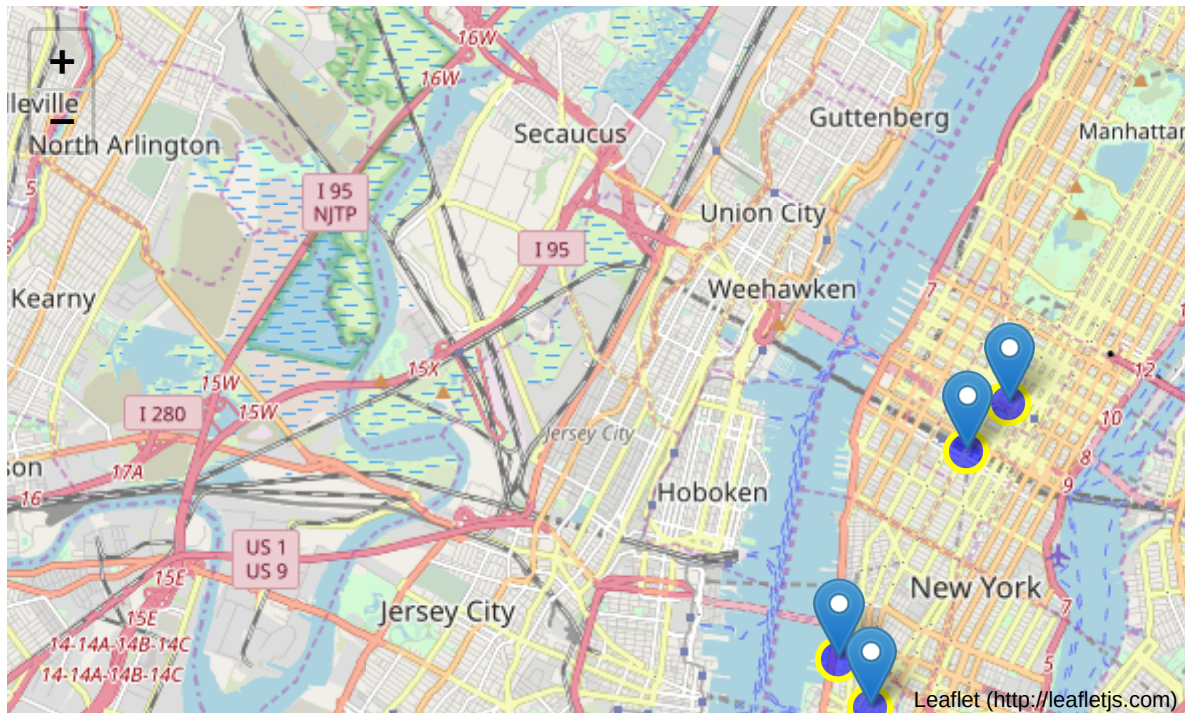 +
−
16W
16W
lleville
North Arlington
Secaucus
Guttenberg
Manhattan
5
I 95
NJTP
Union City
I 95
7
Kearny
Weehawken
15X
12
15W
15W
I 280
10
Jersey City
son
17A
8
16
9
Hoboken
US 1
US 9
15E
New York
Jersey City
15E
7
14-14A-14B-14C
5
14-14A-14B-14C
Leaflet (http://leafletjs.com)